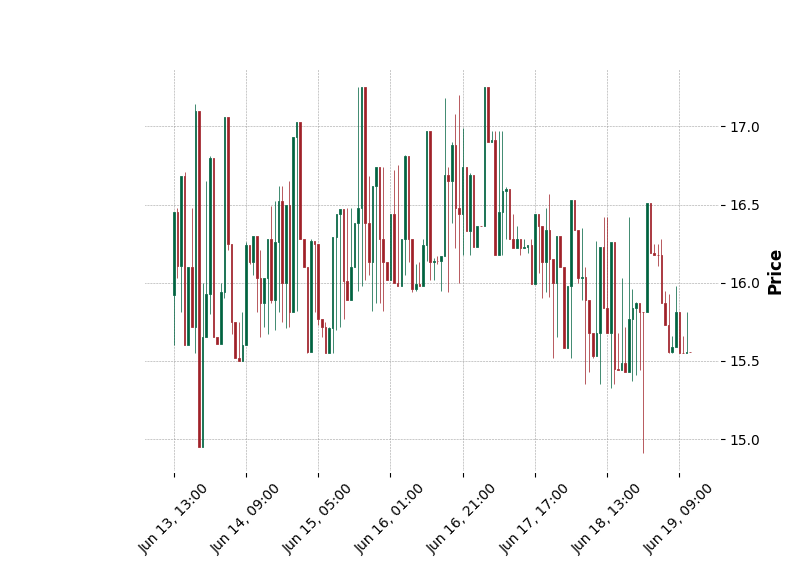 17.0
16.5
16.0
15.5
15.0
Price
Jun 13, 13:00
Jun 14, 09:00
Jun 15, 05:00
Jun 16, 01:00
Jun 16, 21:00
Jun 17, 17:00
Jun 18, 13:00
Jun 19, 09:00